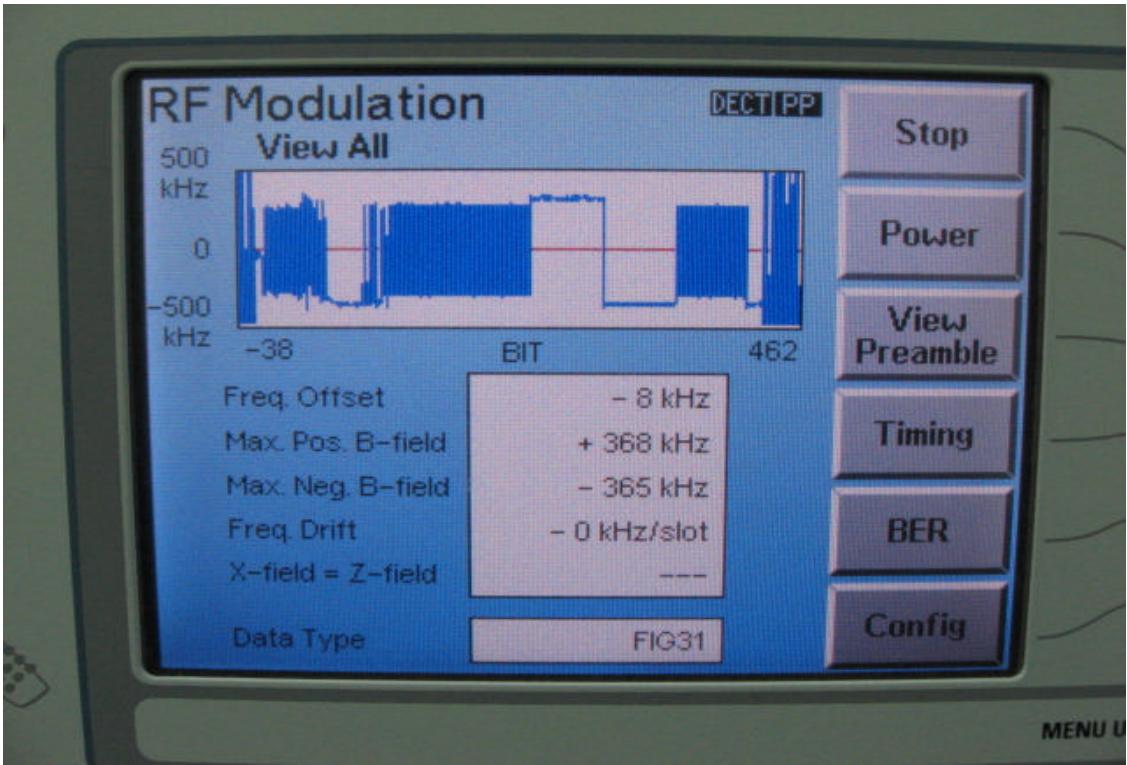 RF Modulation
DECT PP
View All
500
kHz
0
-500
kHz
-38
BIT
462
Freq. Offset
- 8 kHz
Max. Pos. B-field
+ 368 kHz
Max. Neg. B-field
- 365 kHz
Freq. Drift
- 0 kHz/slot
X-field = Z-field
---
Data Type
FIG31
Stop
Power
View
Preamble
Timing
BER
Config
MENU U